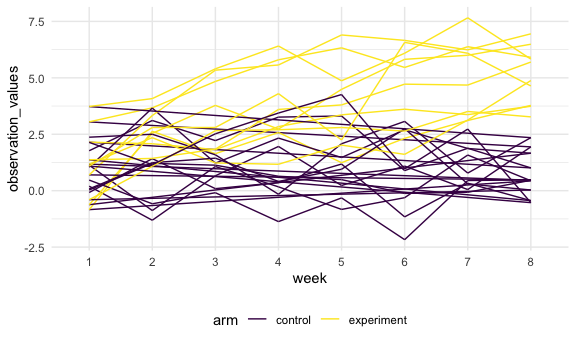 7.5
5.0
2.5
0.0
-2.5
observation_values
1 2 3 4 5 6 7 8
week
arm control experiment